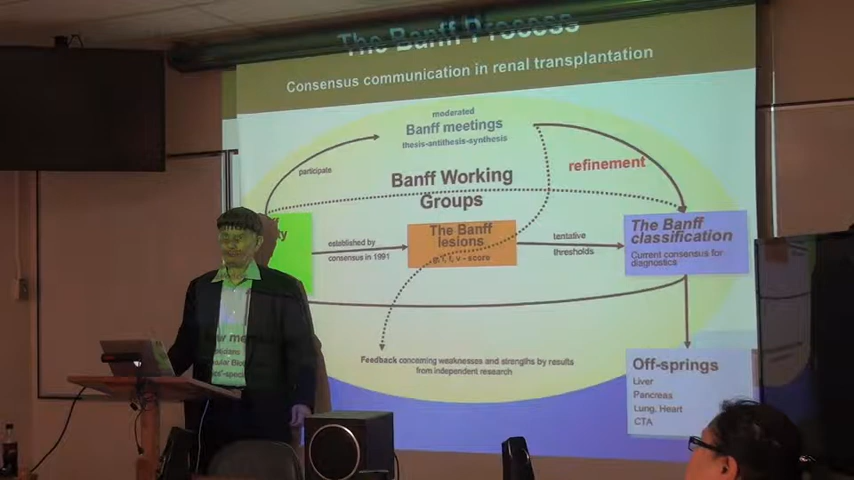 The Banff Process
Consensus communication in renal transplantation
moderated
Banff meetings
thesis-antithesis-synthesis
participate
refinement
Banff Working
Groups
The Banff
lesions
g, i, t, v - score
established by
consensus in 1991
tentative
thresholds
The Banff
classification
Current consensus for
diagnostics
Feedback concerning weaknesses and strengths by results
from independent research
Off-springs
Liver
Pancreas
Lung, Heart
CTA